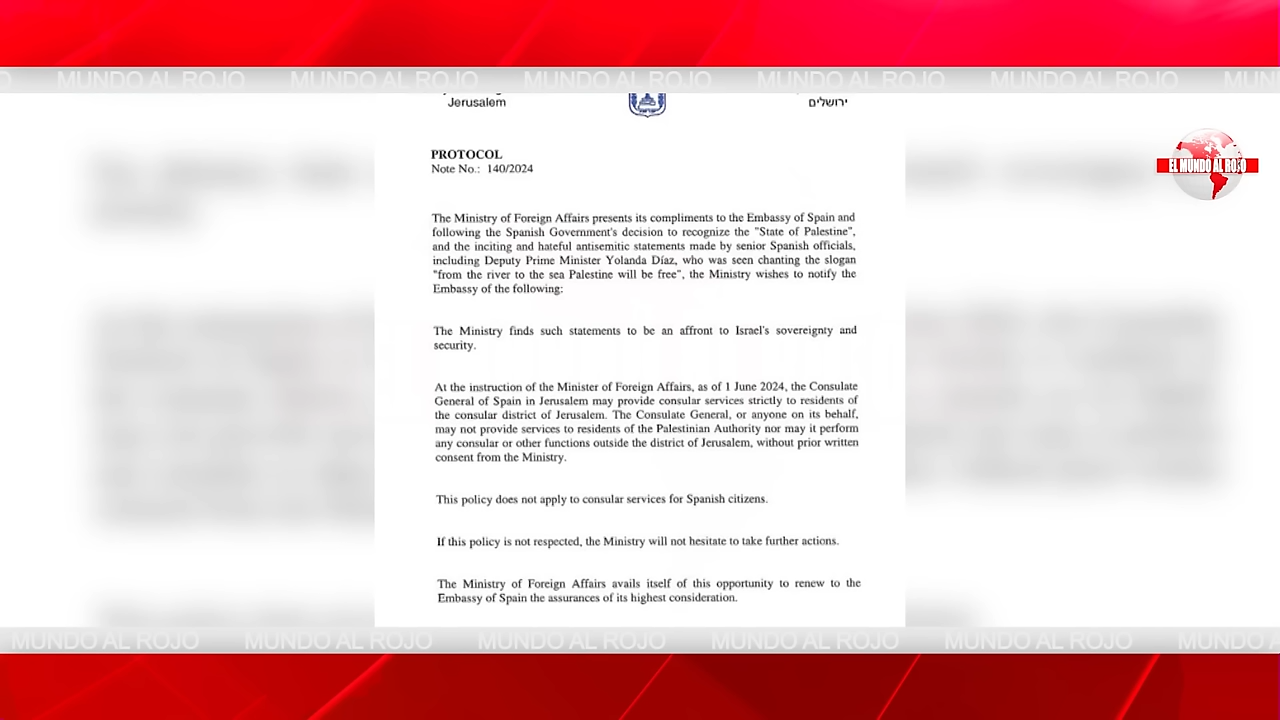 MUNDO AL ROJO MUNDO AL ROJO MUNDO AL ROJO MUNDO AL ROJO MUNDO AL ROJO
Jerusalem
ירושלים
EL MUNDO AL ROJO
PROTOCOL
Note No.: 140/2024
The Ministry of Foreign Affairs presents its compliments to the Embassy of Spain and
following the Spanish Government's decision to recognize the "State of Palestine",
and the inciting and hateful antisemitic statements made by senior Spanish officials,
including Deputy Prime Minister Yolanda Díaz, who was seen chanting the slogan
"from the river to the sea Palestine will be free", the Ministry wishes to notify the
Embassy of the following:
The Ministry finds such statements to be an affront to Israel's sovereignty and
security.
At the instruction of the Minister of Foreign Affairs, as of 1 June 2024, the Consulate
General of Spain in Jerusalem may provide consular services strictly to residents of
the consular district of Jerusalem. The Consulate General, or anyone on its behalf,
may not provide services to residents of the Palestinian Authority nor may it perform
any consular or other functions outside the district of Jerusalem, without prior written
consent from the Ministry.
This policy does not apply to consular services for Spanish citizens.
If this policy is not respected, the Ministry will not hesitate to take further actions.
The Ministry of Foreign Affairs avails itself of this opportunity to renew to the
Embassy of Spain the assurances of its highest consideration.
MUNDO AL ROJO MUNDO AL ROJO MUNDO AL ROJO MUNDO AL ROJO MUNDO AL ROJO